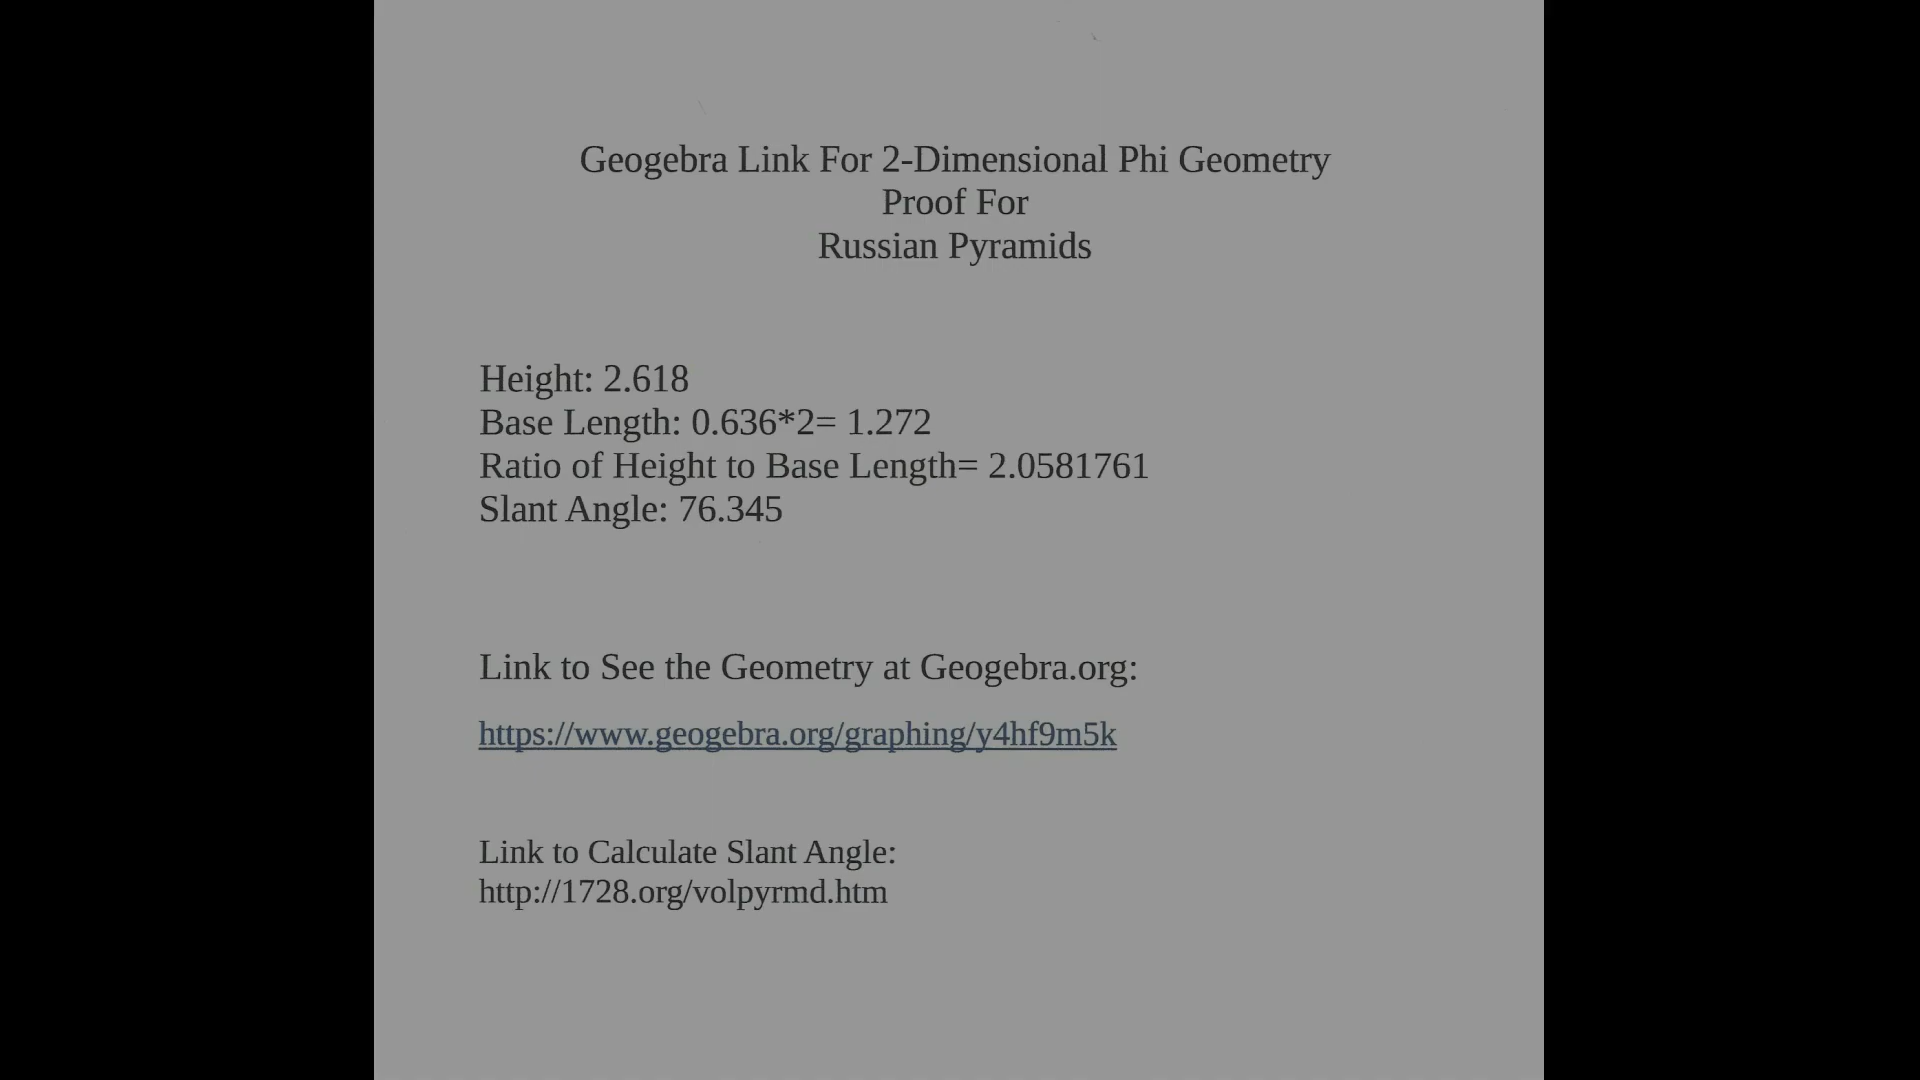 Geogebra Link For 2-Dimensional Phi Geometry
Proof For
Russian Pyramids
Height: 2.618
Base Length: 0.636*2= 1.272
Ratio of Height to Base Length= 2.0581761
Slant Angle: 76.345
Link to See the Geometry at Geogebra.org:
https://www.geogebra.org/graphing/y4hf9m5k
Link to Calculate Slant Angle:
http://1728.org/volpyrmd.htm